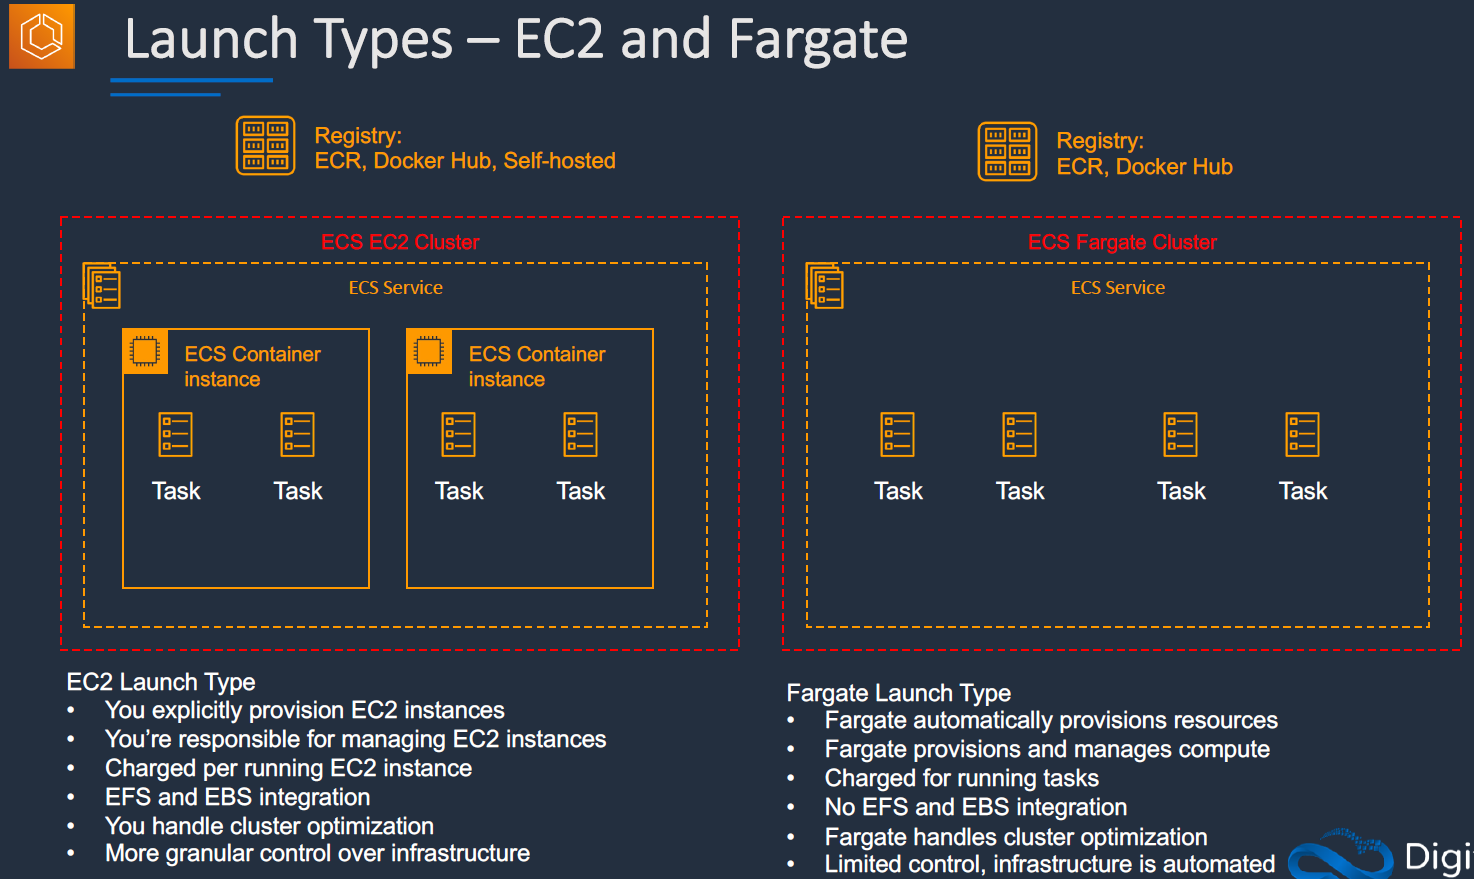 Launch Types – EC2 and Fargate
Registry:
ECR, Docker Hub, Self-hosted
Registry:
ECR, Docker Hub
ECS EC2 Cluster
ECS Service
ECS Container
instance
Task
Task
ECS Container
instance
Task
Task
ECS Fargate Cluster
ECS Service
Task
Task
Task
Task
EC2 Launch Type
• You explicitly provision EC2 instances
• You’re responsible for managing EC2 instances
• Charged per running EC2 instance
• EFS and EBS integration
• You handle cluster optimization
• More granular control over infrastructure
Fargate Launch Type
• Fargate automatically provisions resources
• Fargate provisions and manages compute
• Charged for running tasks
• No EFS and EBS integration
• Fargate handles cluster optimization
• Limited control, infrastructure is automated